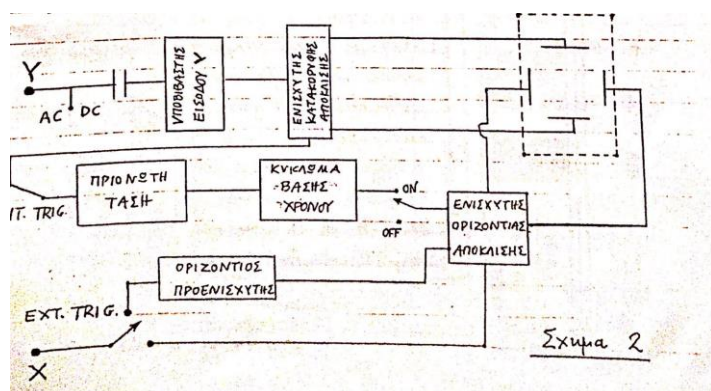 Y
AC DC
ΥΠΟΒΙΒΑΣΤΗΣ
ΕΙΣΟΔΟΥ Y
ΕΝΙΣΧΥΤΗΣ
ΚΑΤΑΚΟΡΥΦΗΣ
ΑΠΟΚΛΙΣΗΣ
NT. TRIG.
ΠΡΙΟΝΩΤΗ
ΤΑΣΗ
ΚΥΚΛΩΜΑ
ΒΑΣΗΣ
ΧΡΟΝΟΥ
ON
OFF
ΕΝΙΣΧΥΤΗΣ
ΟΡΙΖΟΝΤΙΑΣ
ΑΠΟΚΛΙΣΗΣ
ΟΡΙΖΟΝΤΙΟΣ
ΠΡΟΕΝΙΣΧΥΤΗΣ
EXT. TRIG.
X
Σχημα 2